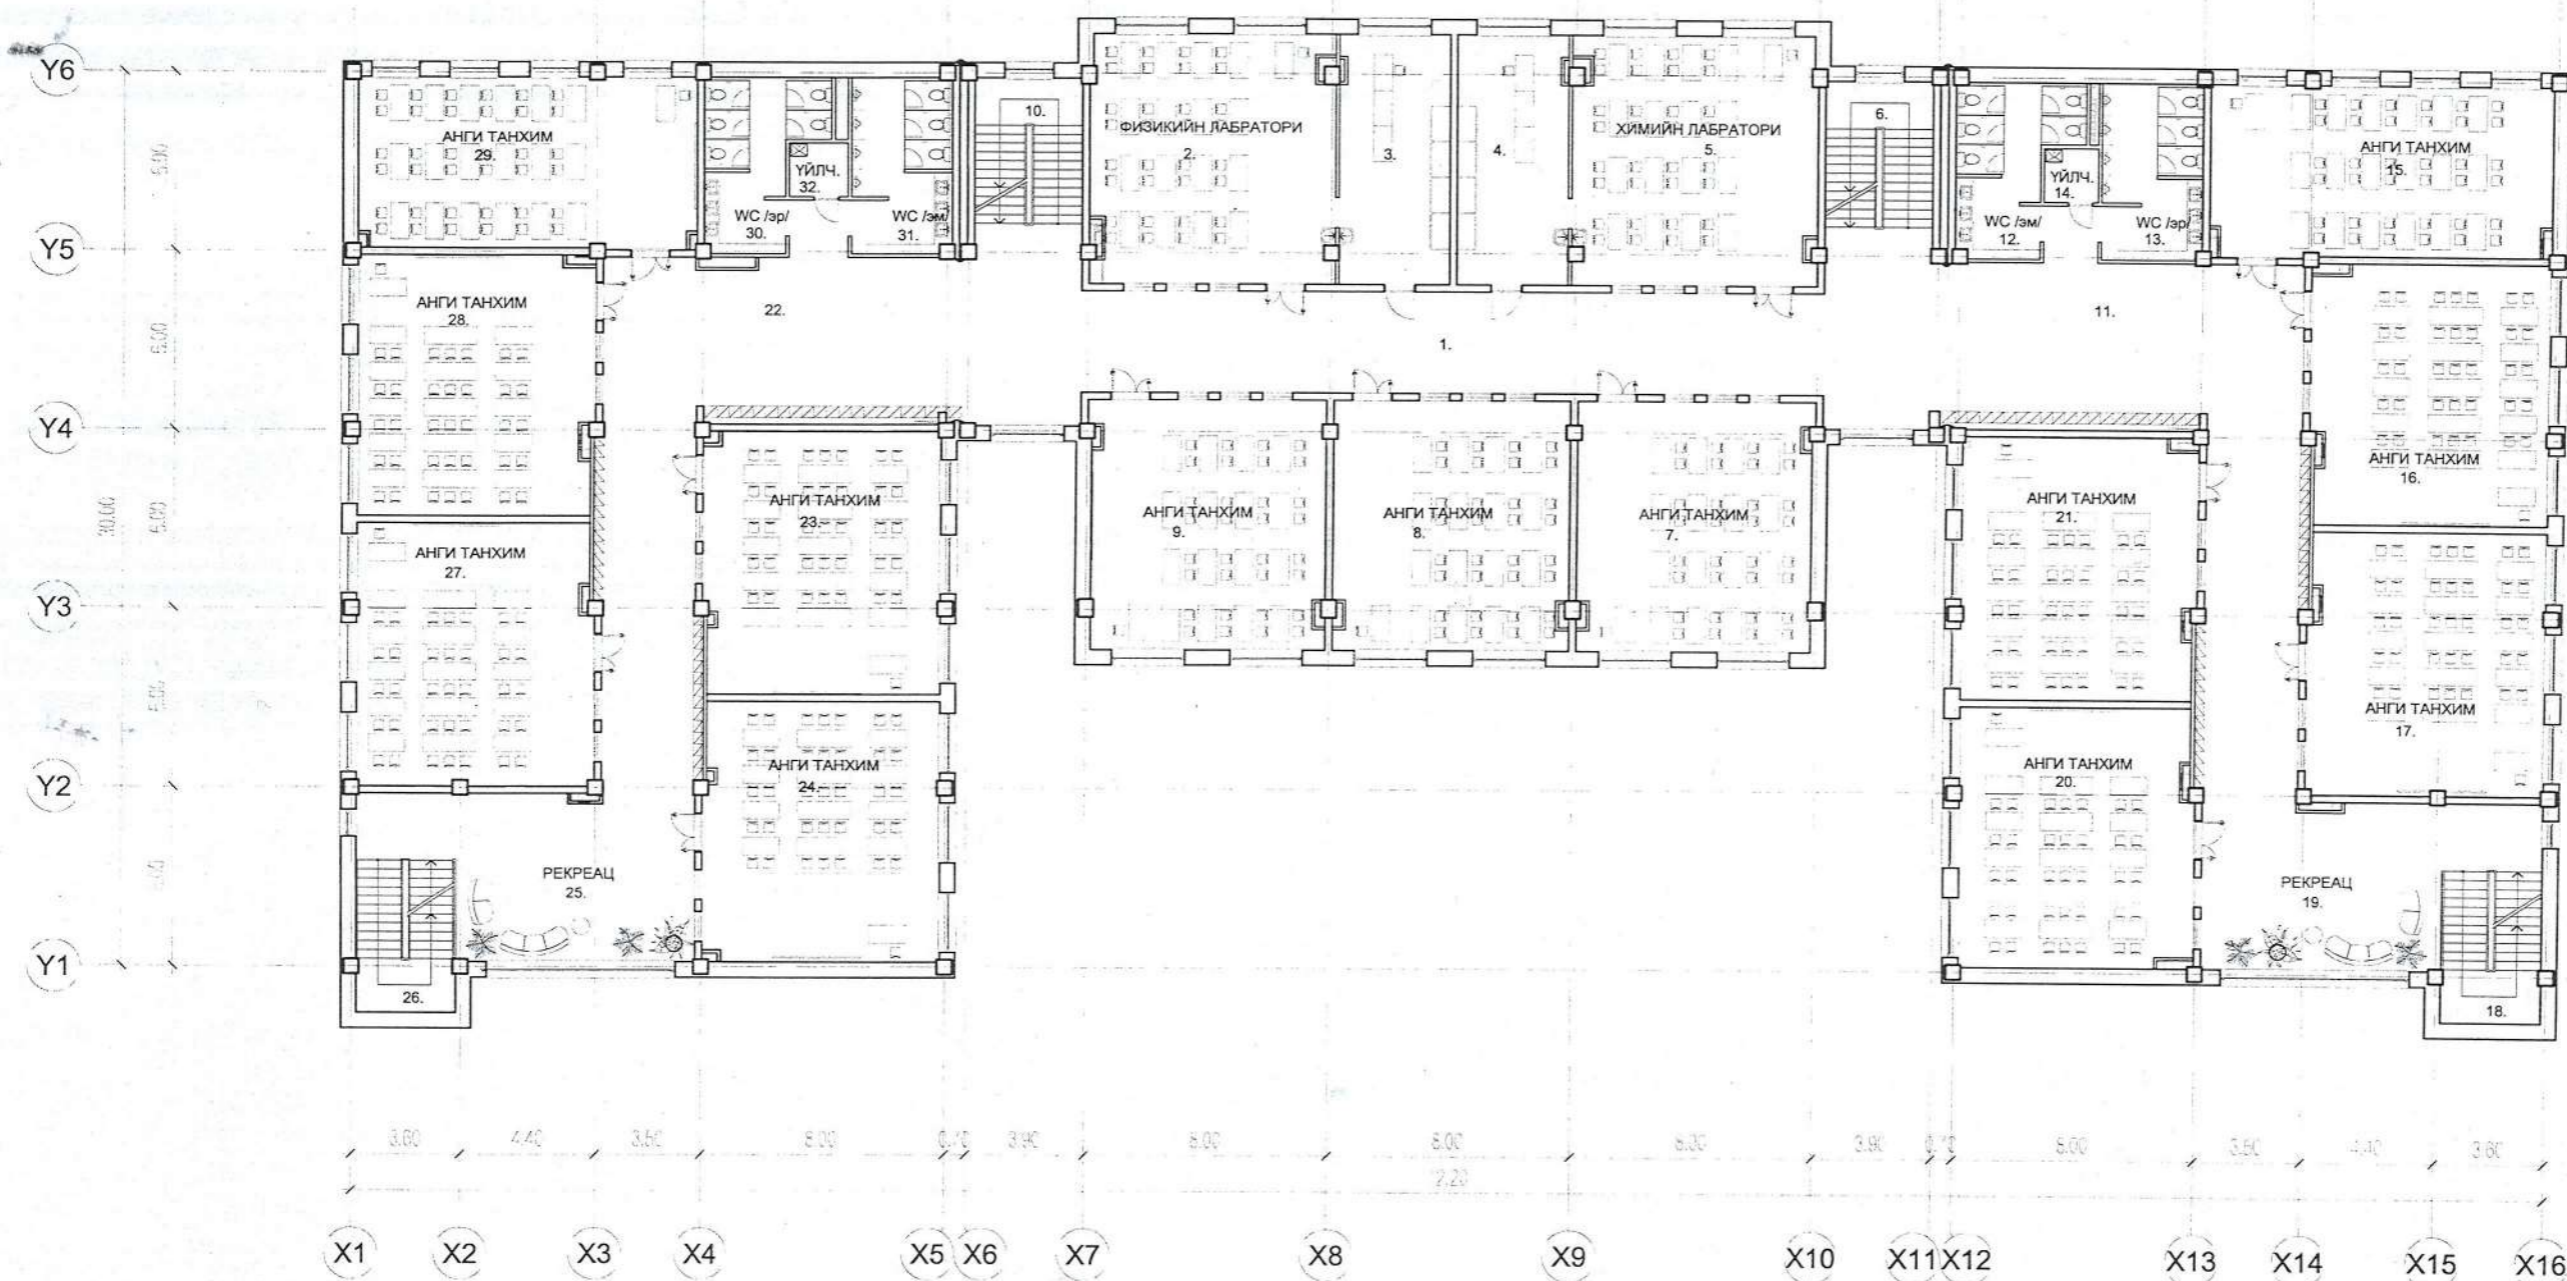 Y6
Y5
Y4
Y3
Y2
Y1
АНГИ ТАНХИМ
29.
WC /эр/
30.
ҮЙЛЧ.
32.
WC /эм/
31.
10.
ФИЗИКИЙН ЛАБРАТОРИ
2.
3.
4.
ХИМИЙН ЛАБРАТОРИ
5.
6.
WC /эм/
12.
ҮЙЛЧ.
14.
WC /эр/
13.
АНГИ ТАНХИМ
15.
АНГИ ТАНХИМ
28.
22.
1.
11.
АНГИ ТАНХИМ
16.
АНГИ ТАНХИМ
27.
АНГИ ТАНХИМ
23.
АНГИ ТАНХИМ
9.
АНГИ ТАНХИМ
8.
АНГИ ТАНХИМ
7.
АНГИ ТАНХИМ
21.
АНГИ ТАНХИМ
17.
АНГИ ТАНХИМ
24.
АНГИ ТАНХИМ
20.
РЕКРЕАЦ
25.
26.
РЕКРЕАЦ
19.
18.
30.00
3.60 4.40 3.50 8.00 3.90 8.00 8.00 8.00 3.90 8.00 3.50 4.40 3.60
X1 X2 X3 X4 X5 X6 X7 X8 X9 X10 X11 X12 X13 X14 X15 X16